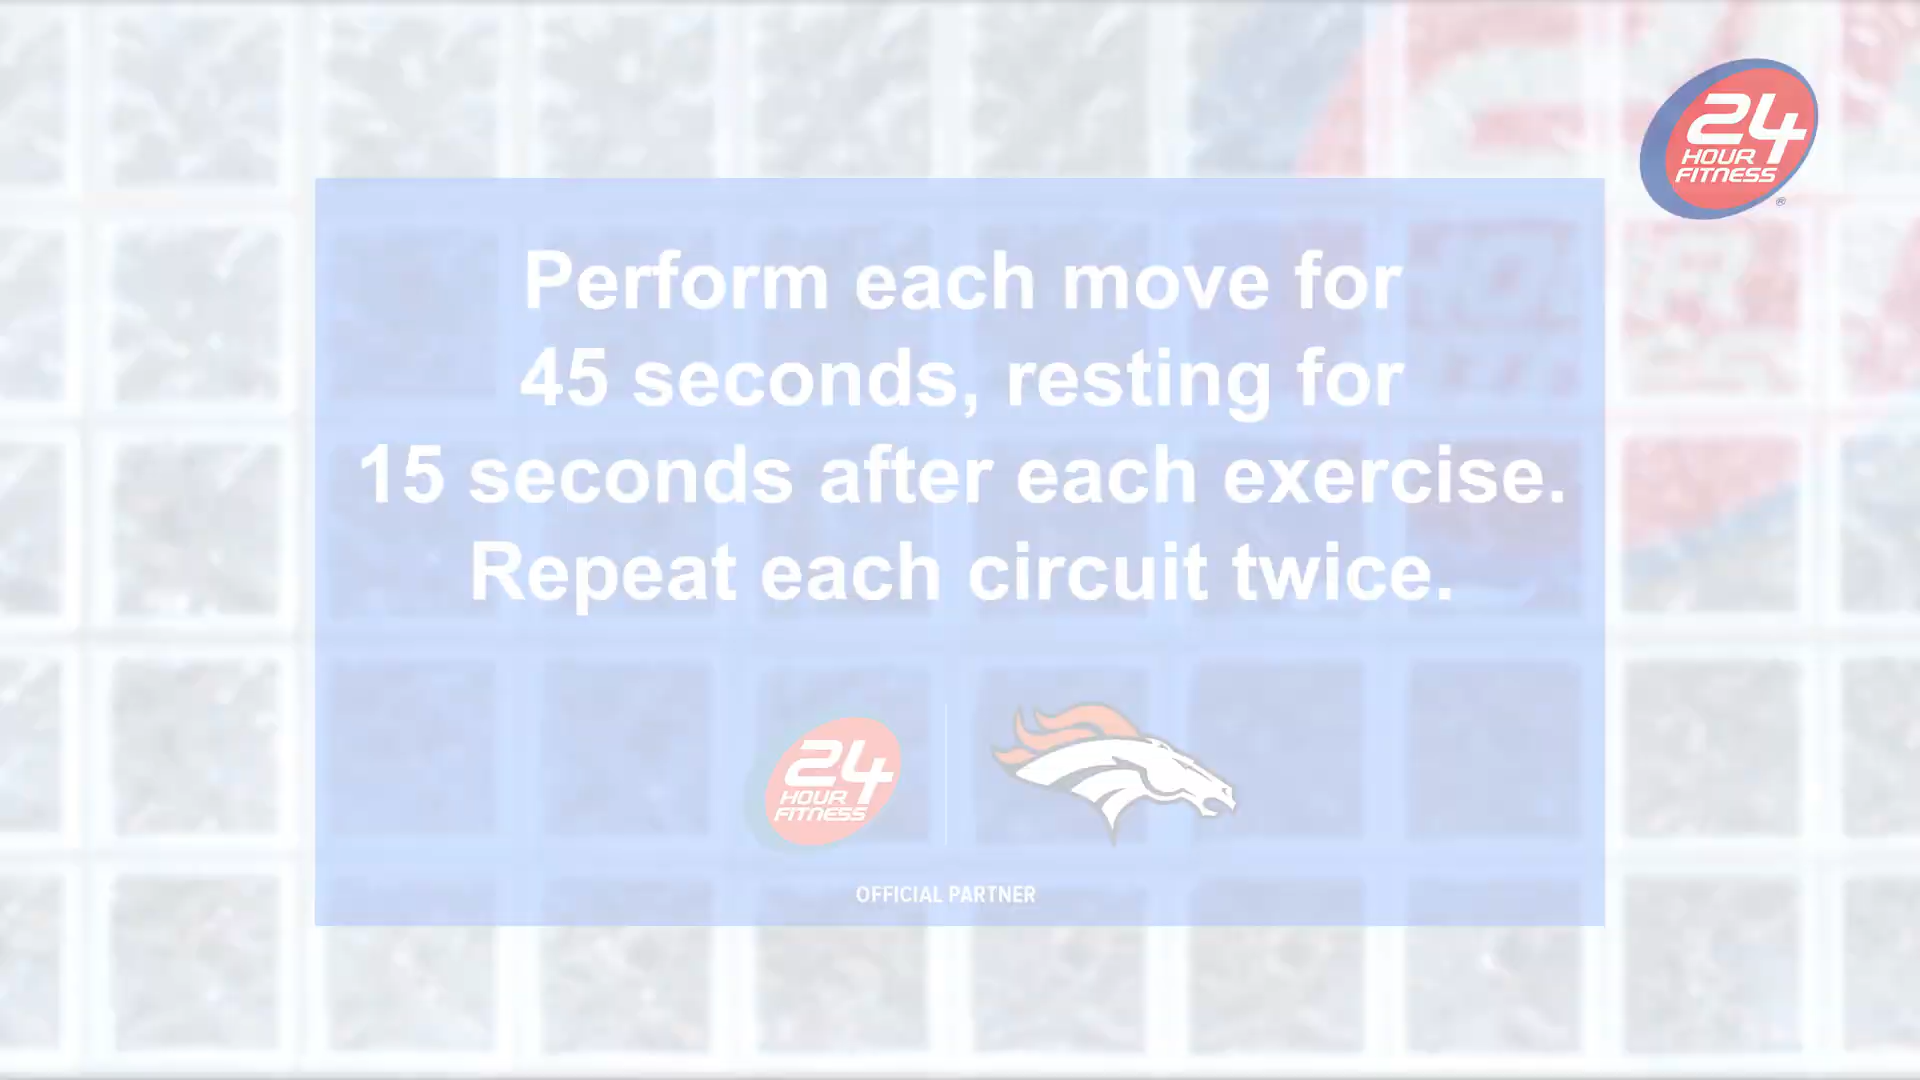 24
HOUR
FITNESS
®
Perform each move for
45 seconds, resting for
15 seconds after each exercise.
Repeat each circuit twice.
24
HOUR
FITNESS
OFFICIAL PARTNER